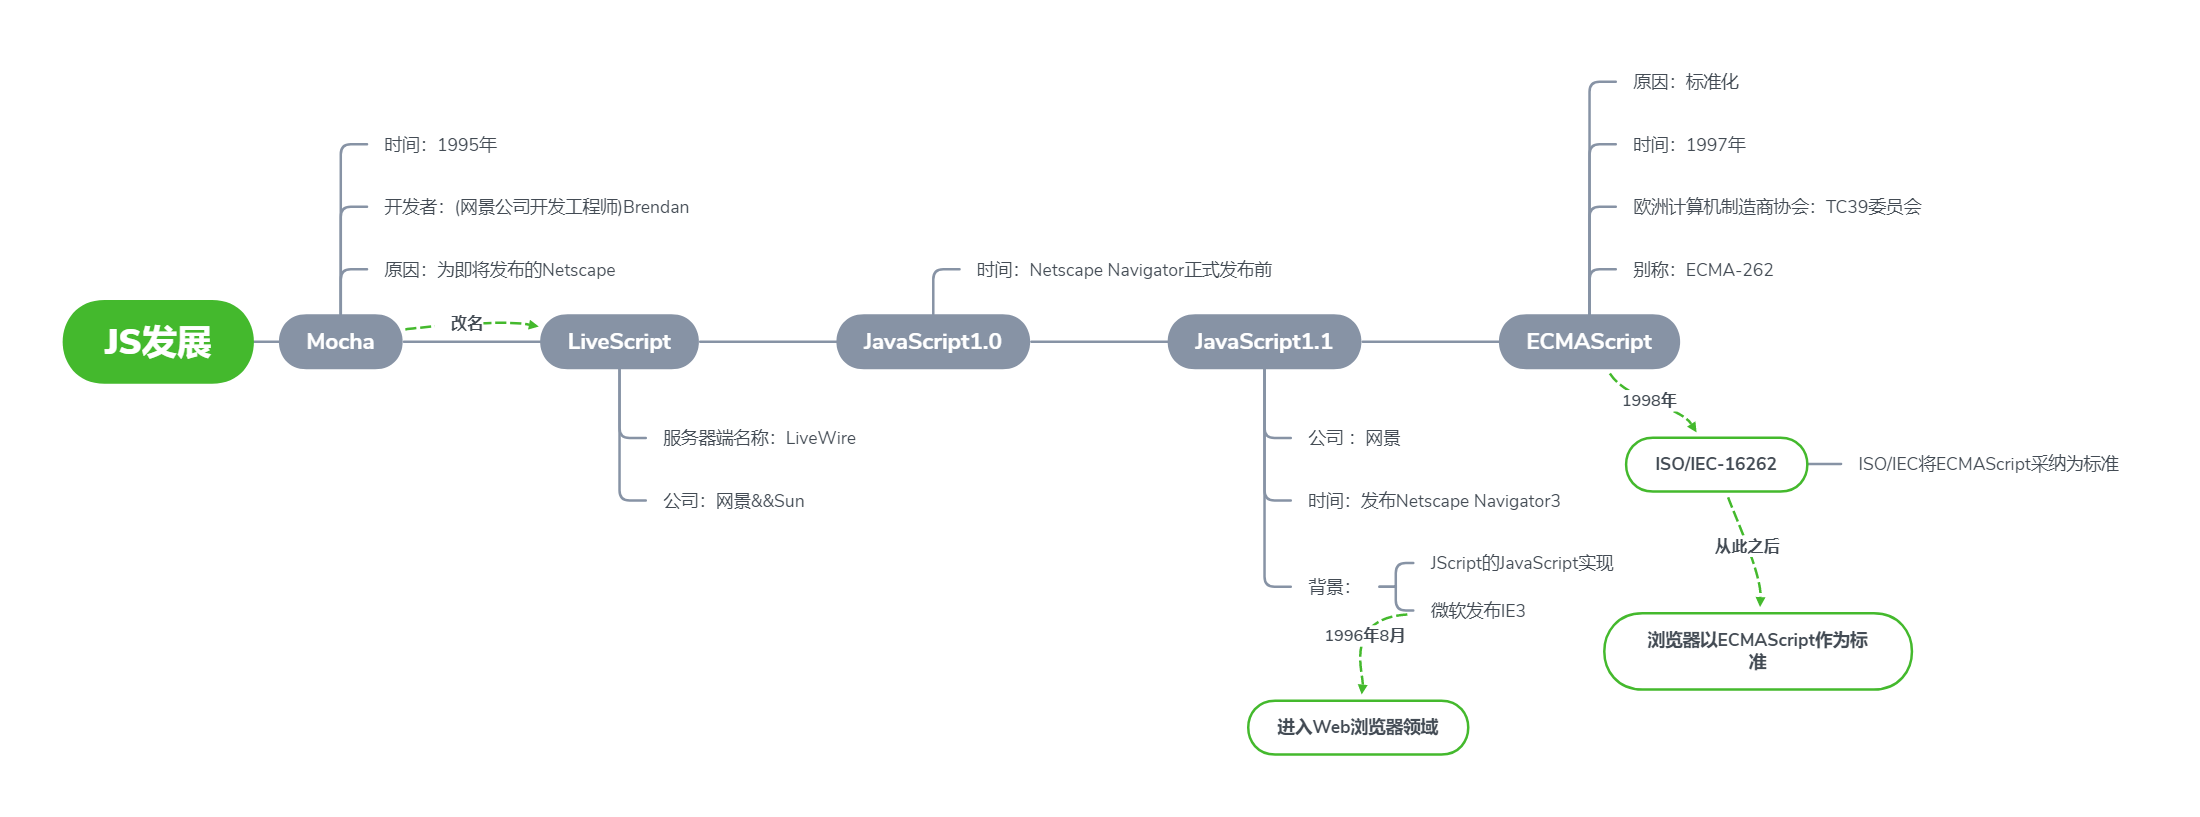 JS发展
Mocha
时间：1995年
开发者：(网景公司开发工程师)Brendan
原因：为即将发布的Netscape
改名
LiveScript
服务器端名称：LiveWire
公司：网景&&Sun
JavaScript1.0
时间：Netscape Navigator正式发布前
JavaScript1.1
公司 ：网景
时间：发布Netscape Navigator3
背景：
JScript的JavaScript实现
微软发布IE3
1996年8月
进入Web浏览器领域
ECMAScript
原因：标准化
时间：1997年
欧洲计算机制造商协会：TC39委员会
别称：ECMA-262
1998年
ISO/IEC-16262
ISO/IEC将ECMAScript采纳为标准
从此之后
浏览器以ECMAScript作为标
准